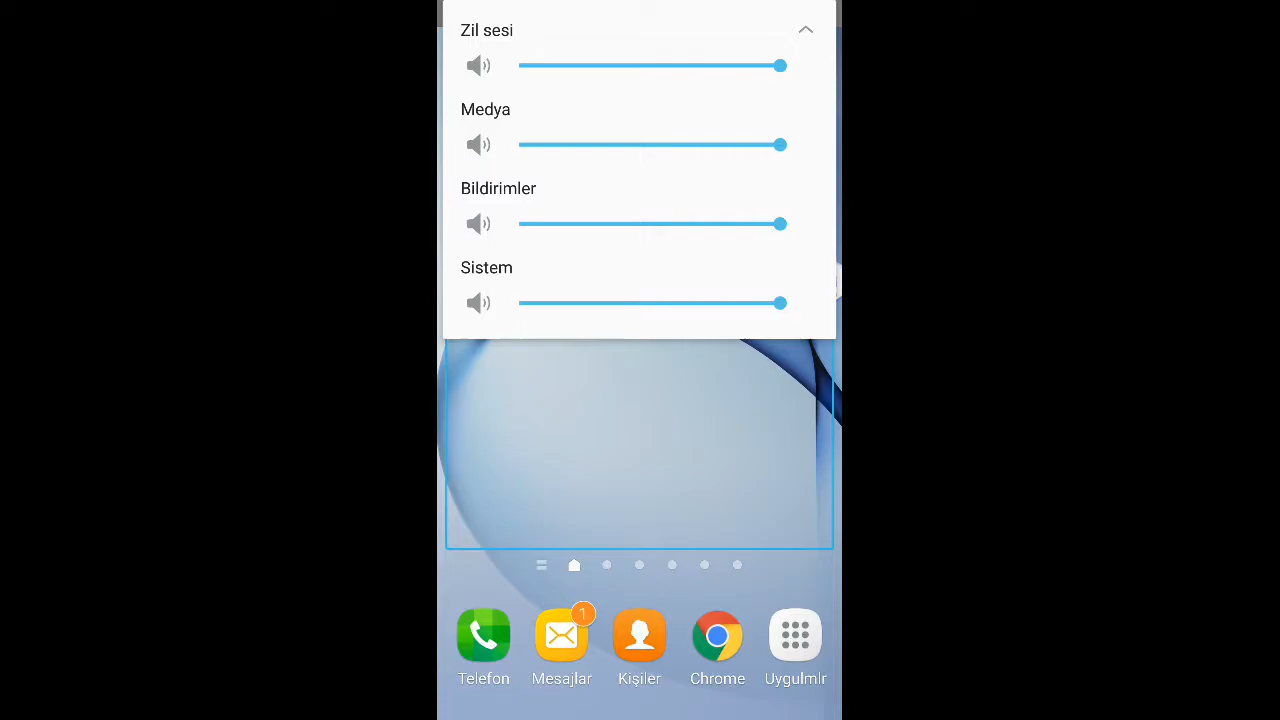 Zil sesi
Medya
Bildirimler
Sistem
1
Telefon Mesajlar Kişiler Chrome Uygulmlr